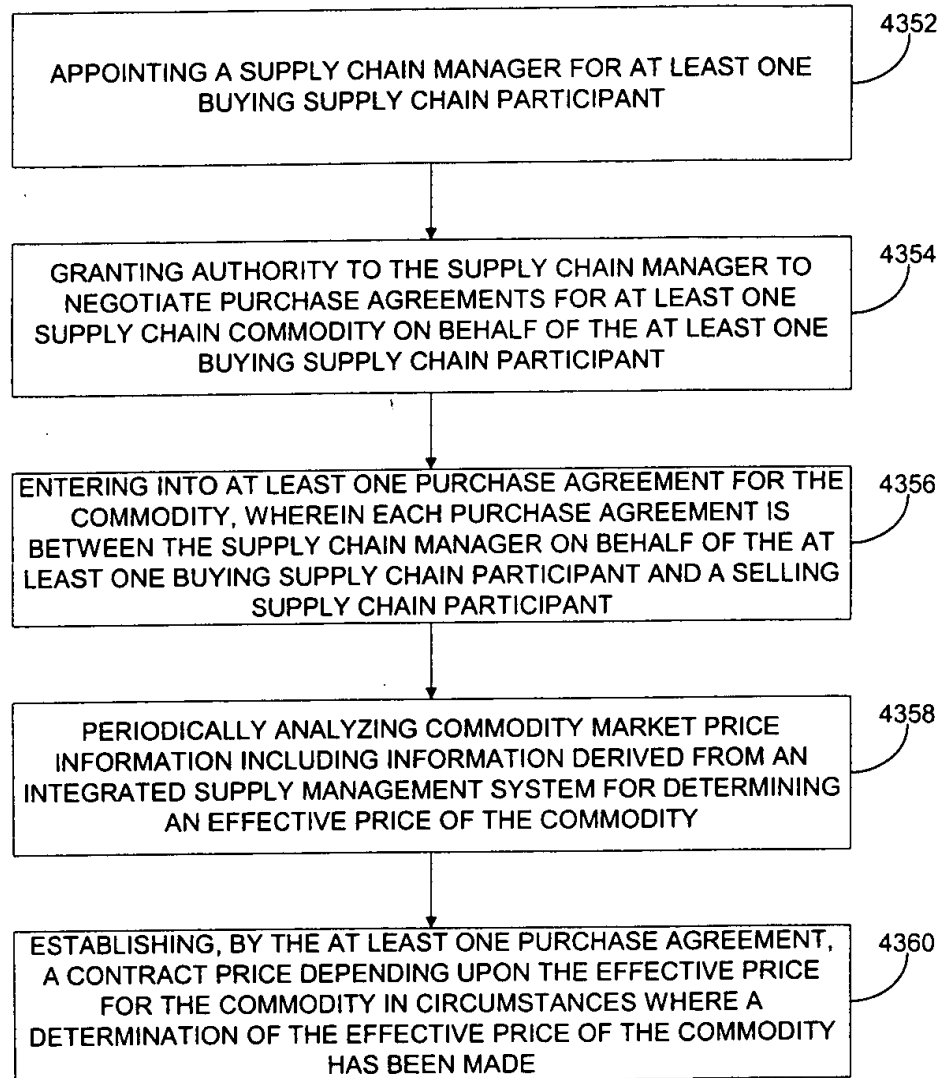 4352
APPOINTING A SUPPLY CHAIN MANAGER FOR AT LEAST ONE
BUYING SUPPLY CHAIN PARTICIPANT
4354
GRANTING AUTHORITY TO THE SUPPLY CHAIN MANAGER TO
NEGOTIATE PURCHASE AGREEMENTS FOR AT LEAST ONE
SUPPLY CHAIN COMMODITY ON BEHALF OF THE AT LEAST ONE
BUYING SUPPLY CHAIN PARTICIPANT
4356
ENTERING INTO AT LEAST ONE PURCHASE AGREEMENT FOR THE
COMMODITY, WHEREIN EACH PURCHASE AGREEMENT IS
BETWEEN THE SUPPLY CHAIN MANAGER ON BEHALF OF THE AT
LEAST ONE BUYING SUPPLY CHAIN PARTICIPANT AND A SELLING
SUPPLY CHAIN PARTICIPANT
4358
PERIODICALLY ANALYZING COMMODITY MARKET PRICE
INFORMATION INCLUDING INFORMATION DERIVED FROM AN
INTEGRATED SUPPLY MANAGEMENT SYSTEM FOR DETERMINING
AN EFFECTIVE PRICE OF THE COMMODITY
4360
ESTABLISHING, BY THE AT LEAST ONE PURCHASE AGREEMENT,
A CONTRACT PRICE DEPENDING UPON THE EFFECTIVE PRICE
FOR THE COMMODITY IN CIRCUMSTANCES WHERE A
DETERMINATION OF THE EFFECTIVE PRICE OF THE COMMODITY
HAS BEEN MADE